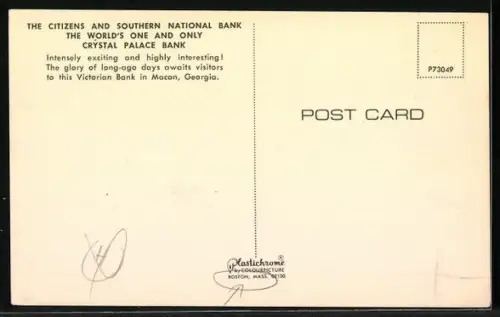 THE CITIZENS AND SOUTHERN NATIONAL BANK
THE WORLD'S ONE AND ONLY
CRYSTAL PALACE BANK
Intensely exciting and highly interesting!
The glory of long-ago days awaits visitors
to this Victorian Bank in Macon, Georgia.
P73049
POST CARD
Plastichrome
by COLOURPICTURE
BOSTON, MASS. 02130